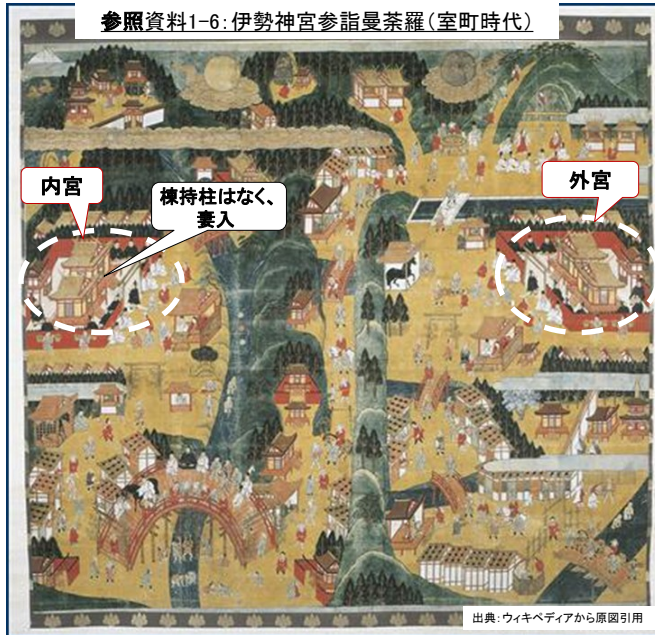 参照資料1-6:伊勢神宮参詣曼荼羅(室町時代)
内宮
棟持柱はなく、
妻入
外宮
出典:ウィキペディアから原図引用